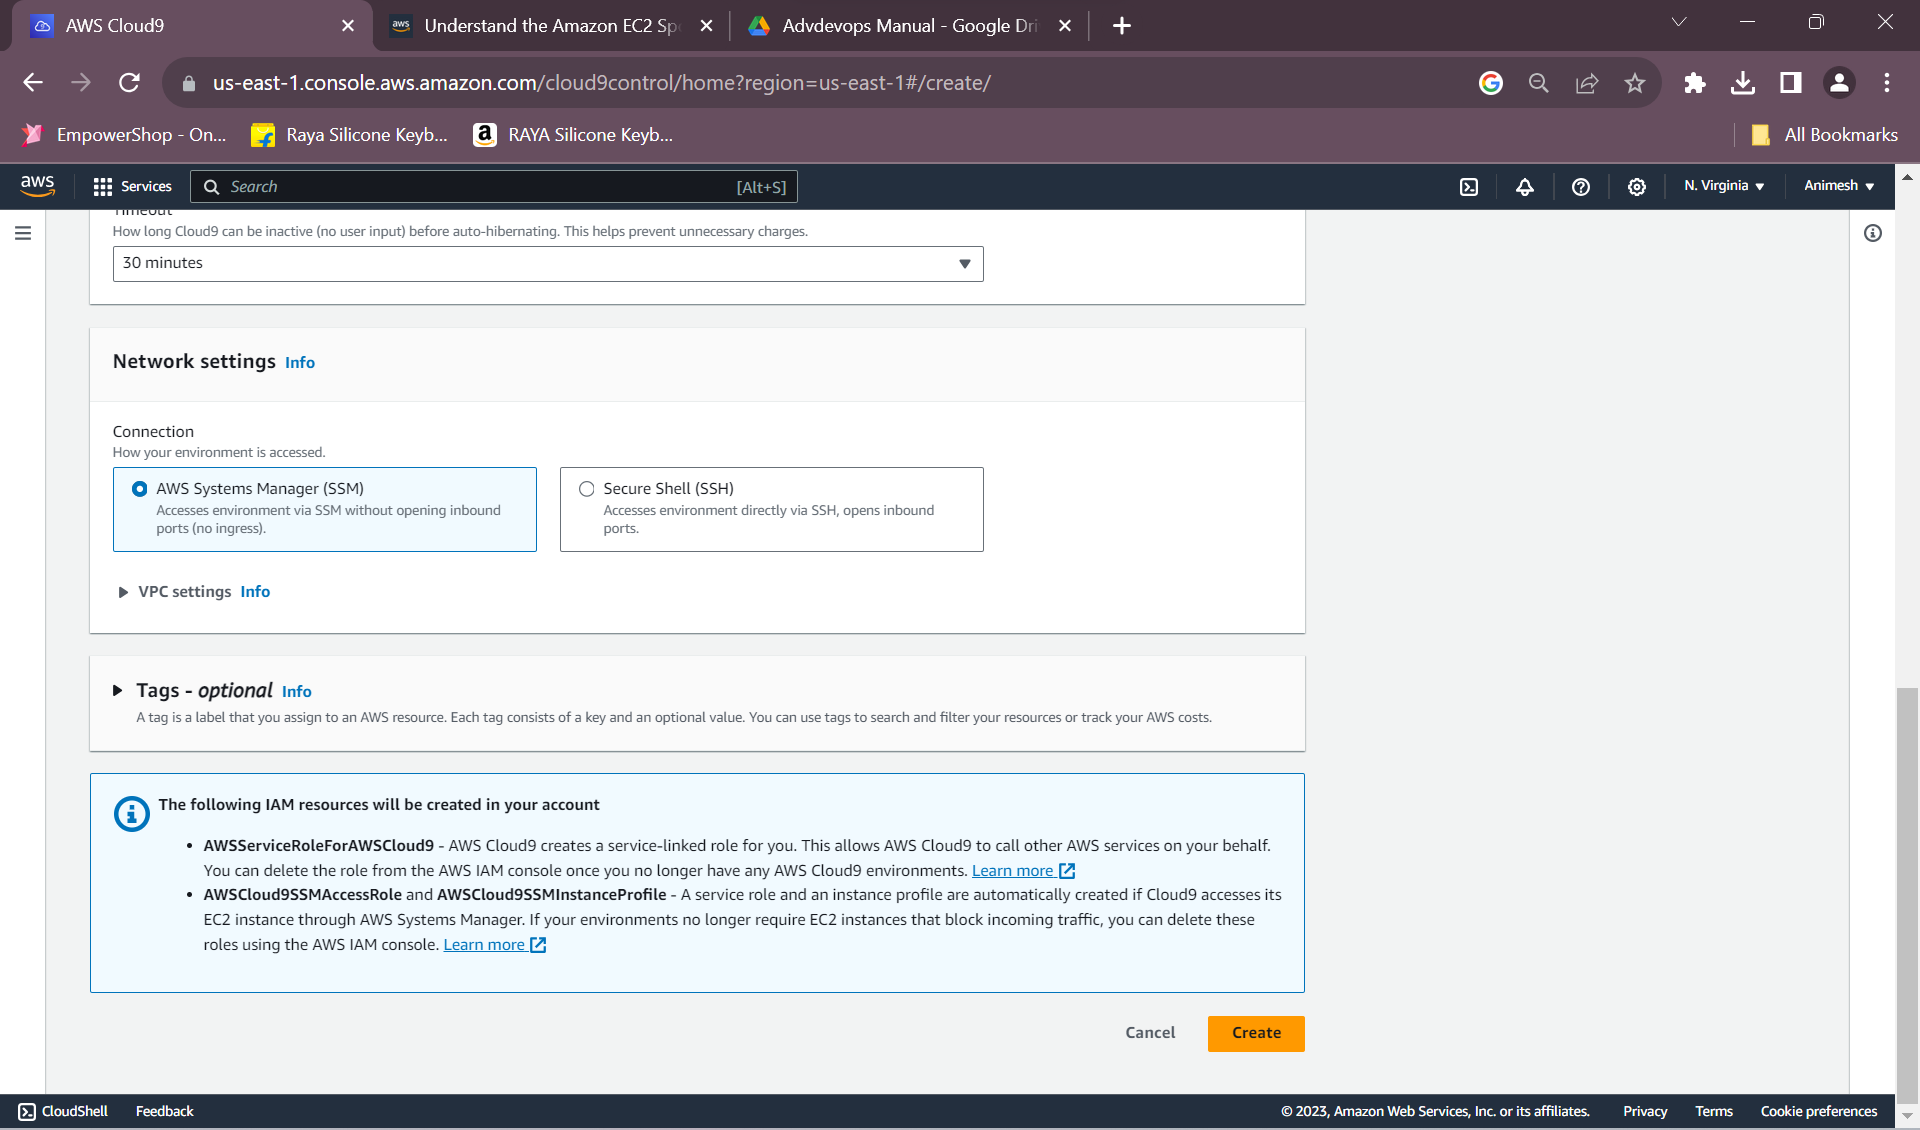 AWS Cloud9
aws Understand the Amazon EC2 Sp
Advdevops Manual - Google Dri
us-east-1.console.aws.amazon.com/cloud9control/home?region=us-east-1#/create/
EmpowerShop - On...
Raya Silicone Keyb...
RAYA Silicone Keyb...
All Bookmarks
aws
Services
Search
[Alt+S]
N. Virginia
Animesh
Timeout
How long Cloud9 can be inactive (no user input) before auto-hibernating. This helps prevent unnecessary charges.
30 minutes
Network settings Info
Connection
How your environment is accessed.
AWS Systems Manager (SSM)
Accesses environment via SSM without opening inbound
ports (no ingress).
Secure Shell (SSH)
Accesses environment directly via SSH, opens inbound
ports.
VPC settings Info
Tags - optional Info
A tag is a label that you assign to an AWS resource. Each tag consists of a key and an optional value. You can use tags to search and filter your resources or track your AWS costs.
The following IAM resources will be created in your account
• AWSServiceRoleForAWSCloud9 - AWS Cloud9 creates a service-linked role for you. This allows AWS Cloud9 to call other AWS services on your behalf.
You can delete the role from the AWS IAM console once you no longer have any AWS Cloud9 environments. Learn more
• AWSCloud9SSMAccessRole and AWSCloud9SSMInstanceProfile - A service role and an instance profile are automatically created if Cloud9 accesses its
EC2 instance through AWS Systems Manager. If your environments no longer require EC2 instances that block incoming traffic, you can delete these
roles using the AWS IAM console. Learn more
Cancel
Create
CloudShell
Feedback
© 2023, Amazon Web Services, Inc. or its affiliates.
Privacy
Terms
Cookie preferences